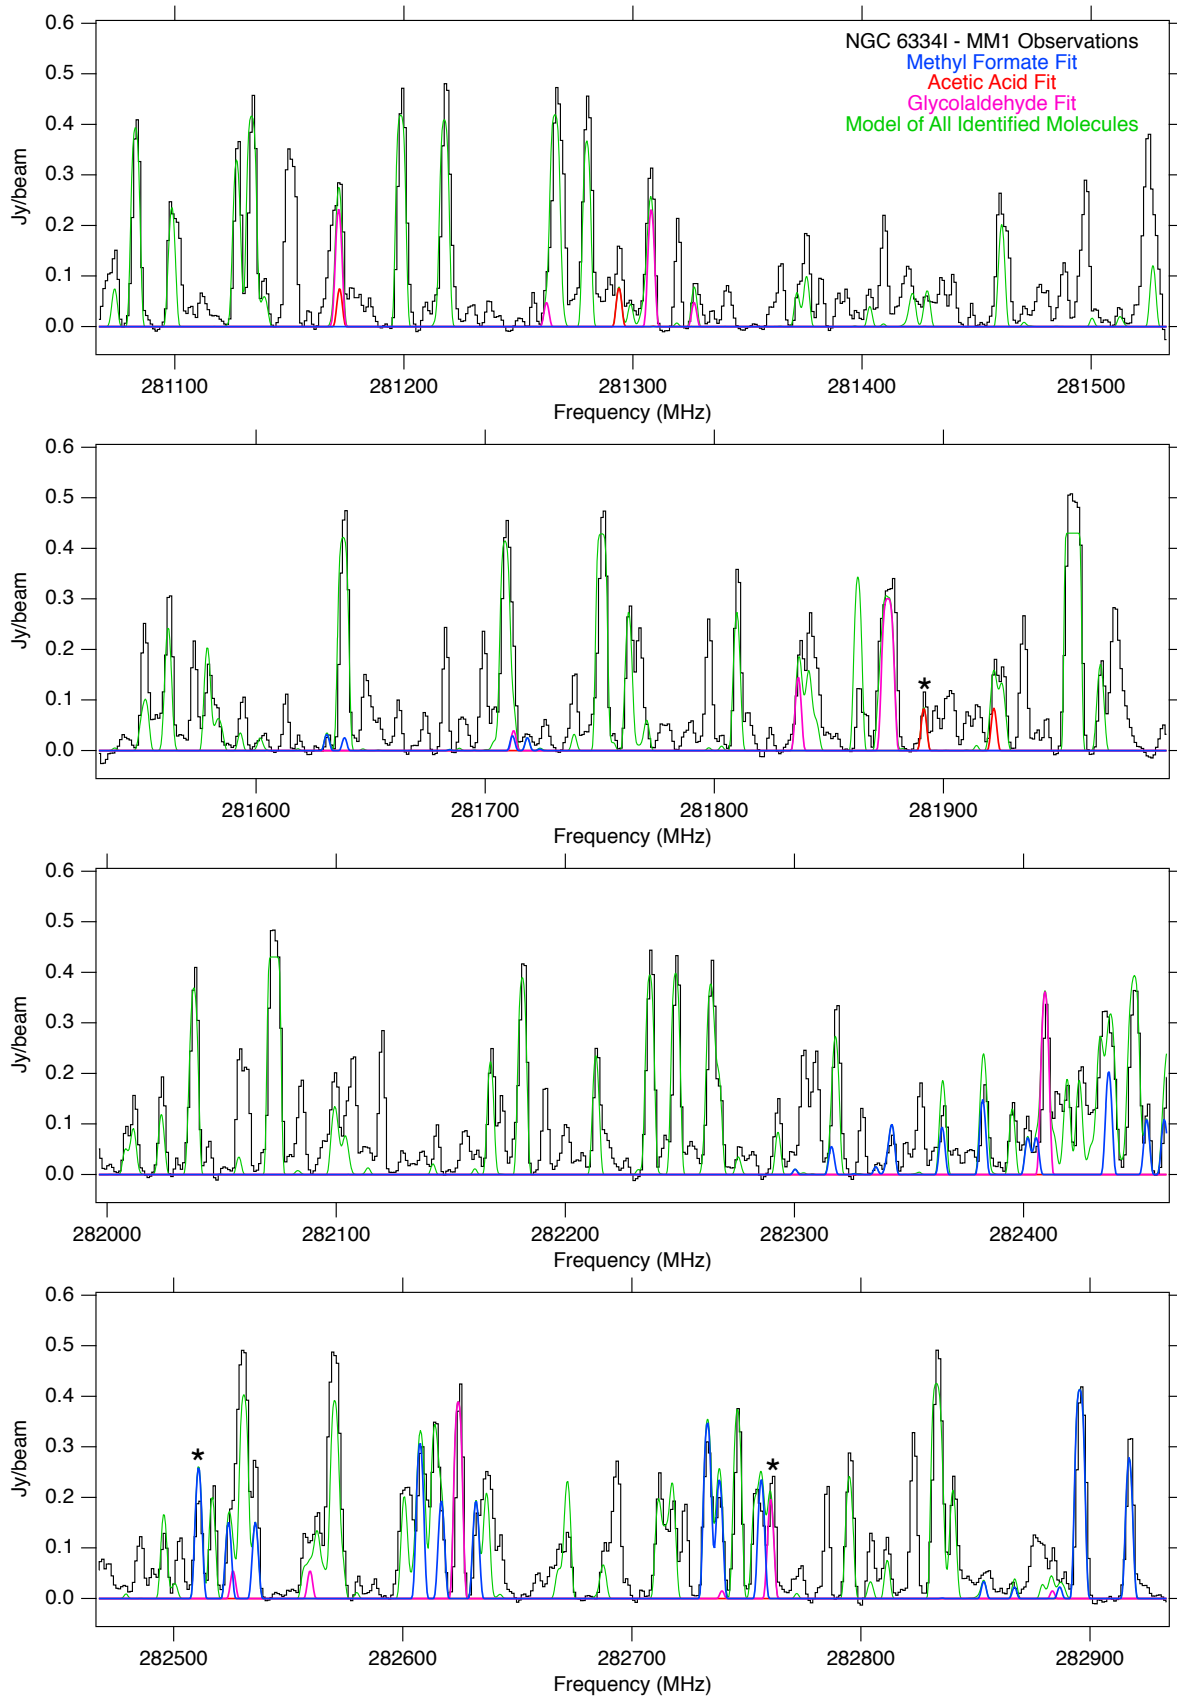 0.6
0.5
0.4
0.3
0.2
0.1
0.0
Jy/beam
NGC 6334I - MM1 Observations
Methyl Formate Fit
Acetic Acid Fit
Glycolaldehyde Fit
Model of All Identified Molecules
281100 281200 281300 281400 281500
Frequency (MHz)
0.6
0.5
0.4
0.3
0.2
0.1
0.0
Jy/beam
*
281600 281700 281800 281900
Frequency (MHz)
0.6
0.5
0.4
0.3
0.2
0.1
0.0
Jy/beam
282000 282100 282200 282300 282400
Frequency (MHz)
0.6
0.5
0.4
0.3
0.2
0.1
0.0
Jy/beam
* *
282500 282600 282700 282800 282900
Frequency (MHz)